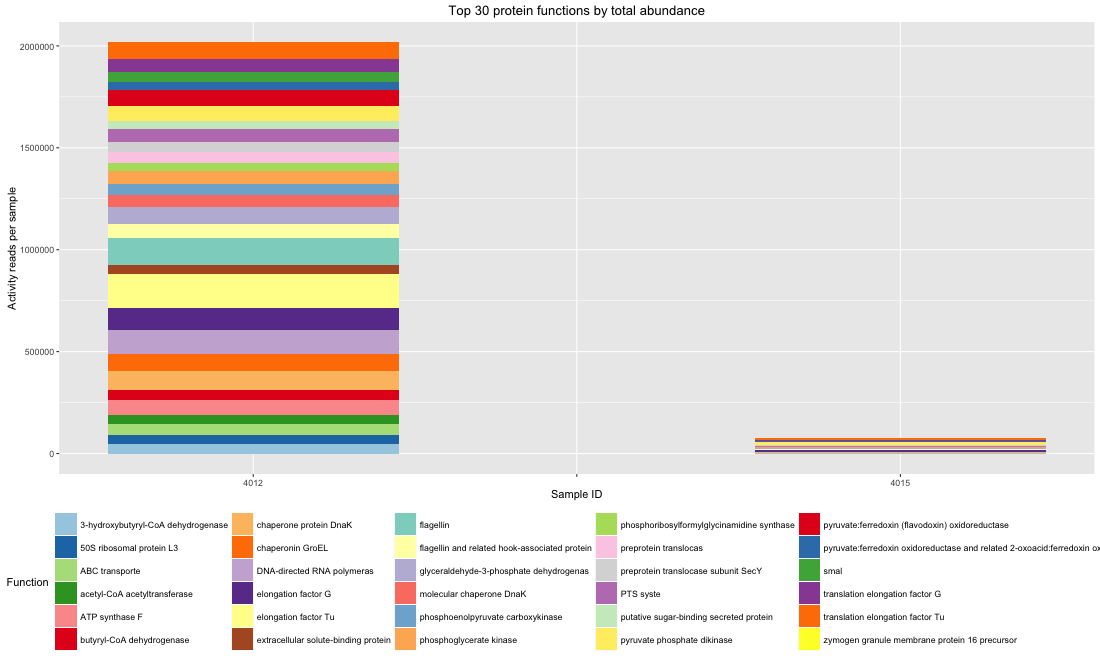 Top 30 protein functions by total abundance
Activity reads per sample
2000000
1500000
1000000
500000
0
4012
4015
Sample ID
Function
3-hydroxybutyryl-CoA dehydrogenase
50S ribosomal protein L3
ABC transporte
acetyl-CoA acetyltransferase
ATP synthase F
butyryl-CoA dehydrogenase
chaperone protein DnaK
chaperonin GroEL
DNA-directed RNA polymeras
elongation factor G
elongation factor Tu
extracellular solute-binding protein
flagellin
flagellin and related hook-associated protein
glyceraldehyde-3-phosphate dehydrogenas
molecular chaperone DnaK
phosphoenolpyruvate carboxykinase
phosphoglycerate kinase
phosphoribosylformylglycinamidine synthase
preprotein translocas
preprotein translocase subunit SecY
PTS syste
putative sugar-binding secreted protein
pyruvate phosphate dikinase
pyruvate:ferredoxin (flavodoxin) oxidoreductase
pyruvate:ferredoxin oxidoreductase and related 2-oxoacid:ferredoxin ox
smal
translation elongation factor G
translation elongation factor Tu
zymogen granule membrane protein 16 precursor